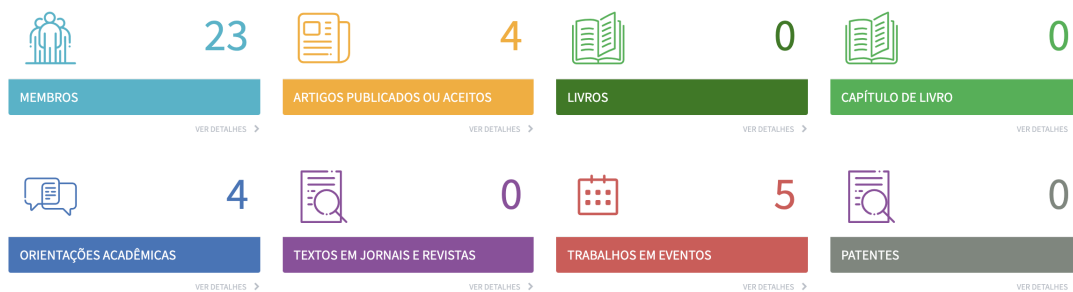 23
MEMBROS
VER DETALHES
4
ARTIGOS PUBLICADOS OU ACEITOS
VER DETALHES
0
LIVROS
VER DETALHES
0
CAPÍTULO DE LIVRO
VER DETALHES
4
ORIENTAÇÕES ACADÊMICAS
VER DETALHES
0
TEXTOS EM JORNAIS E REVISTAS
VER DETALHES
5
TRABALHOS EM EVENTOS
VER DETALHES
0
PATENTES
VER DETALHES